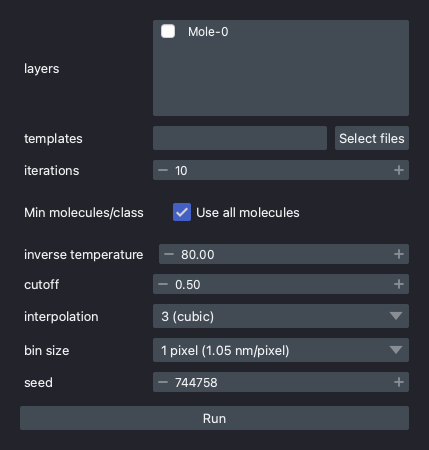 layers
Mole-0
templates
Select files
iterations
10
Min molecules/class
Use all molecules
inverse temperature
80.00
cutoff
0.50
interpolation
3 (cubic)
bin size
1 pixel (1.05 nm/pixel)
seed
744758
Run